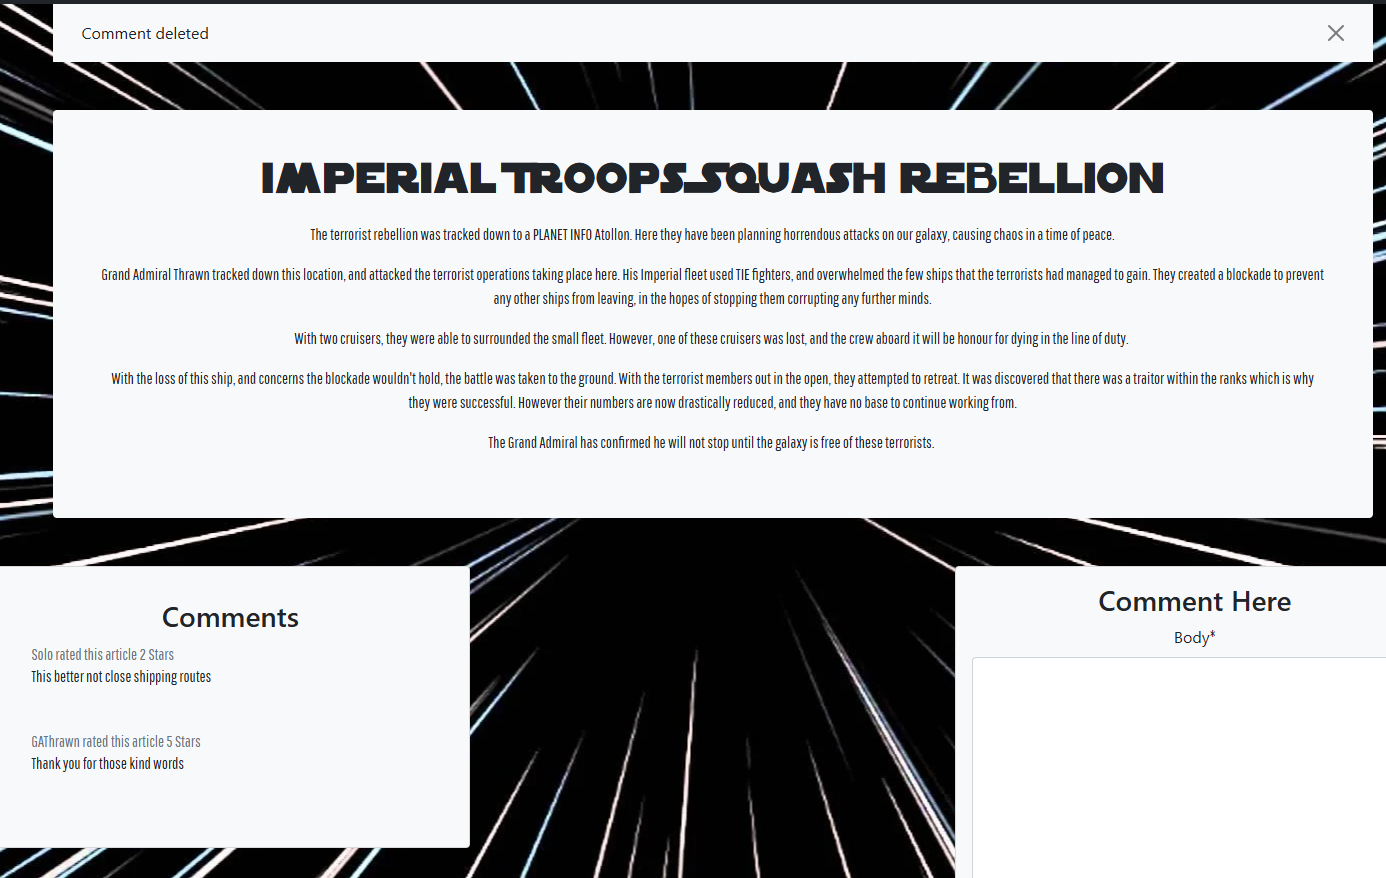 Comment deleted
IMPERIAL TROOPS SQUASH REBELLION
The terrorist rebellion was tracked down to a PLANET INFO Atollon. Here they have been planning horrendous attacks on our galaxy, causing chaos in a time of peace.
Grand Admiral Thrawn tracked down this location, and attacked the terrorist operations taking place here. His Imperial fleet used TIE fighters, and overwhelmed the few ships that the terrorists had managed to gain. They created a blockade to prevent
any other ships from leaving, in the hopes of stopping them corrupting any further minds.
With two cruisers, they were able to surrounded the small fleet. However, one of these cruisers was lost, and the crew aboard it will be honour for dying in the line of duty.
With the loss of this ship, and concerns the blockade wouldn't hold, the battle was taken to the ground. With the terrorist members out in the open, they attempted to retreat. It was discovered that there was a traitor within the ranks which is why
they were successful. However their numbers are now drastically reduced, and they have no base to continue working from.
The Grand Admiral has confirmed he will not stop until the galaxy is free of these terrorists.
Comments
Solo rated this article 2 Stars
This better not close shipping routes
GAThrawn rated this article 5 Stars
Thank you for those kind words
Comment Here
Body*